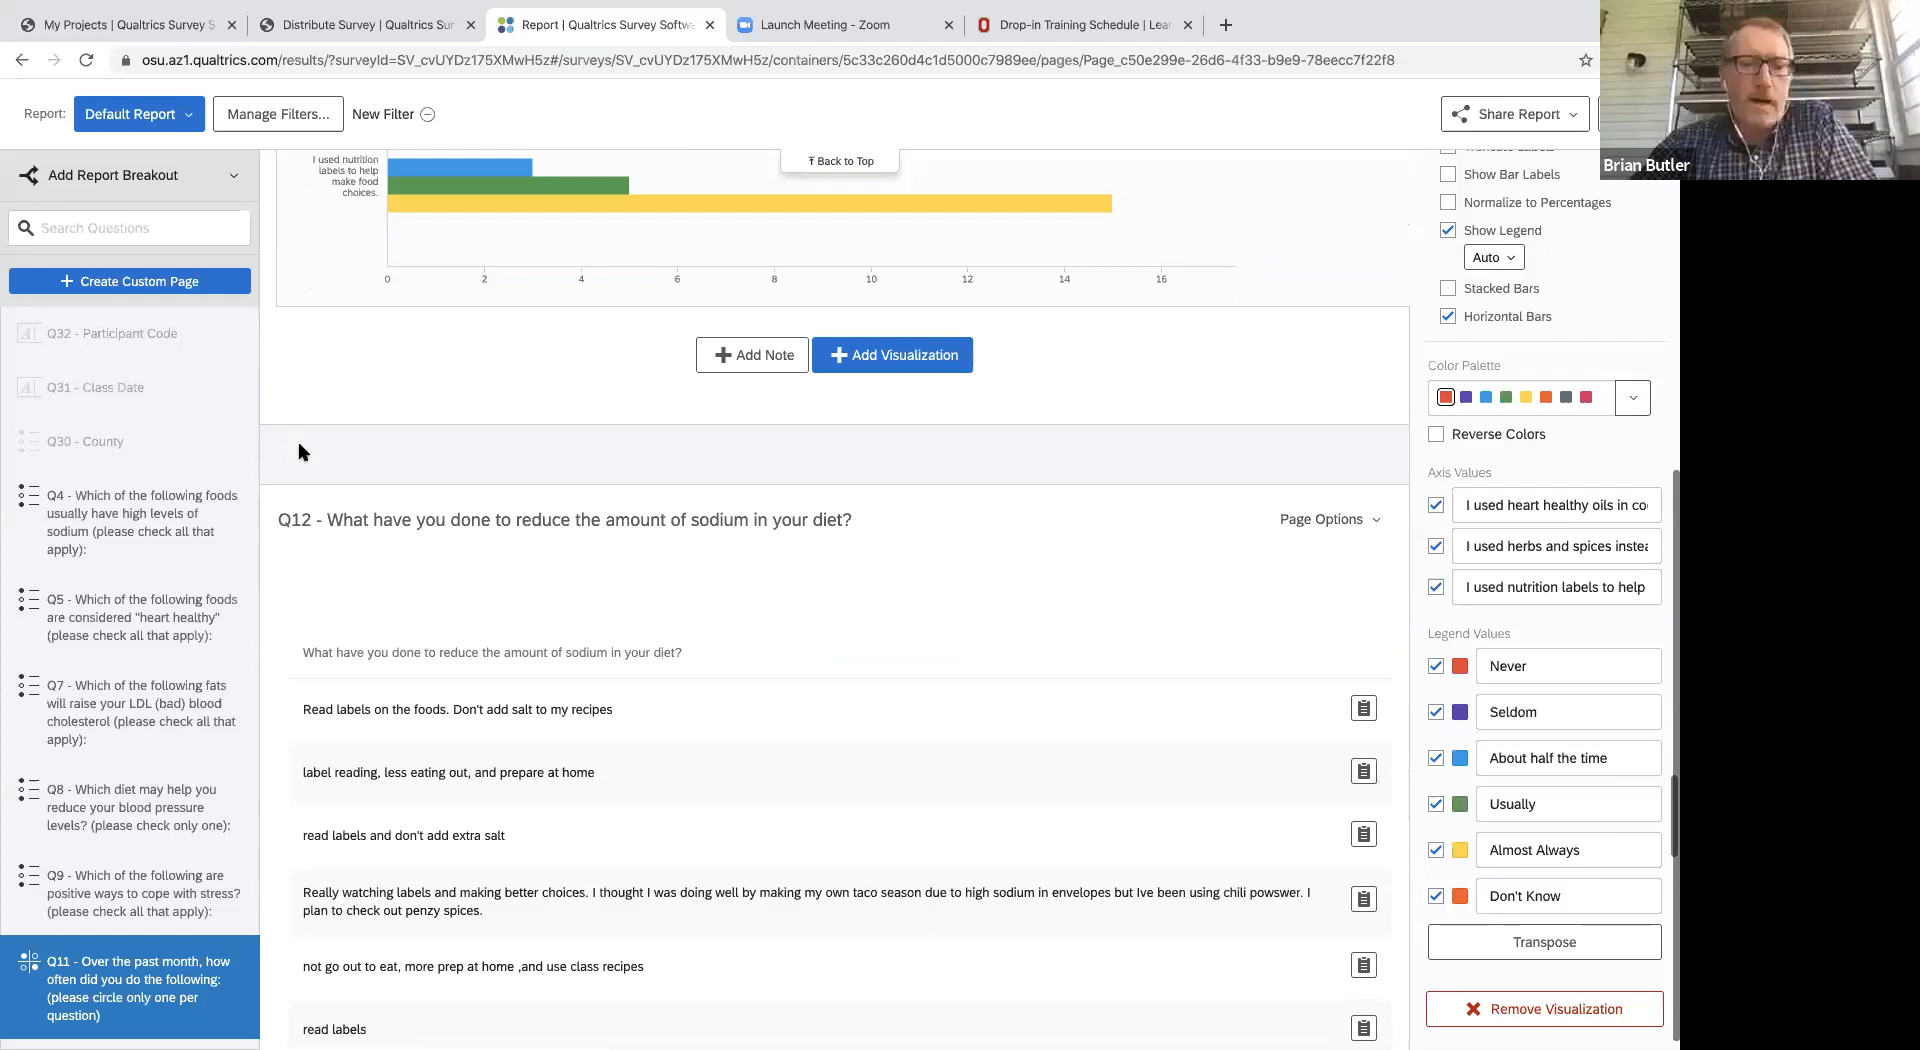 My Projects | Qualtrics Survey S
Distribute Survey | Qualtrics Sur
Report | Qualtrics Survey Softwa
Launch Meeting - Zoom
Drop-in Training Schedule | Lear
osu.az1.qualtrics.com/results/?surveyId=SV_cvUYDz175XMwH5z#/surveys/SV_cvUYDz175XMwH5z/containers/5c33c260d4c1d5000c7989ee/pages/Page_c50e299e-26d6-4f33-b9e9-78eecc7f22f8
Report:
Default Report
Manage Filters...
New Filter
Share Report
Brian Butler
Add Report Breakout
Search Questions
Create Custom Page
Q32 - Participant Code
Q31 - Class Date
Q30 - County
Q4 - Which of the following foods
usually have high levels of
sodium (please check all that
apply):
Q5 - Which of the following foods
are considered "heart healthy"
(please check all that apply):
Q7 - Which of the following fats
will raise your LDL (bad) blood
cholesterol (please check all that
apply):
Q8 - Which diet may help you
reduce your blood pressure
levels? (please check only one):
Q9 - Which of the following are
positive ways to cope with stress?
(please check all that apply):
Q11 - Over the past month, how
often did you do the following:
(please circle only one per
question)
Back to Top
I used nutrition
labels to help
make food
choices.
0 2 4 6 8 10 12 14 16
Add Note
Add Visualization
Q12 - What have you done to reduce the amount of sodium in your diet?
Page Options
What have you done to reduce the amount of sodium in your diet?
Read labels on the foods. Don't add salt to my recipes
label reading, less eating out, and prepare at home
read labels and don't add extra salt
Really watching labels and making better choices. I thought I was doing well by making my own taco season due to high sodium in envelopes but Ive been using chili powswer. I
plan to check out penzy spices.
not go out to eat, more prep at home ,and use class recipes
read labels
Show Bar Labels
Normalize to Percentages
Show Legend
Auto
Stacked Bars
Horizontal Bars
Color Palette
Reverse Colors
Axis Values
I used heart healthy oils in co
I used herbs and spices instea
I used nutrition labels to help
Legend Values
Never
Seldom
About half the time
Usually
Almost Always
Don't Know
Transpose
Remove Visualization